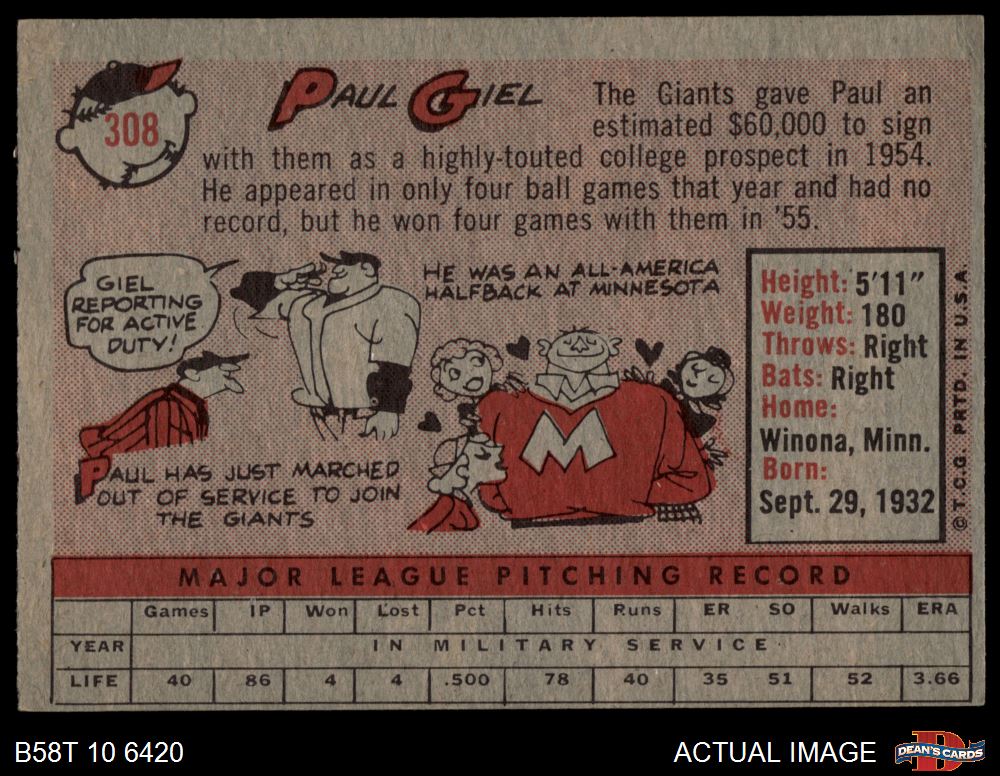 308
PAUL GIEL
The Giants gave Paul an
estimated $60,000 to sign
with them as a highly-touted college prospect in 1954.
He appeared in only four ball games that year and had no
record, but he won four games with them in '55.
GIEL
REPORTING
FOR ACTIVE
DUTY!
PAUL HAS JUST MARCHED
OUT OF SERVICE TO JOIN
THE GIANTS
HE WAS AN ALL-AMERICA
HALFBACK AT MINNESOTA
M
Height: 5'11"
Weight: 180
Throws: Right
Bats: Right
Home:
Winona, Minn.
Born:
Sept. 29, 1932
© T.C.G. PRTD. IN U.S.A.
MAJOR LEAGUE PITCHING RECORD
Games IP Won Lost Pct Hits Runs ER SO Walks ERA
YEAR IN MILITARY SERVICE
LIFE 40 86 4 4 .500 78 40 35 51 52 3.66
B58T 10 6420
ACTUAL IMAGE
DEAN'S CARDS